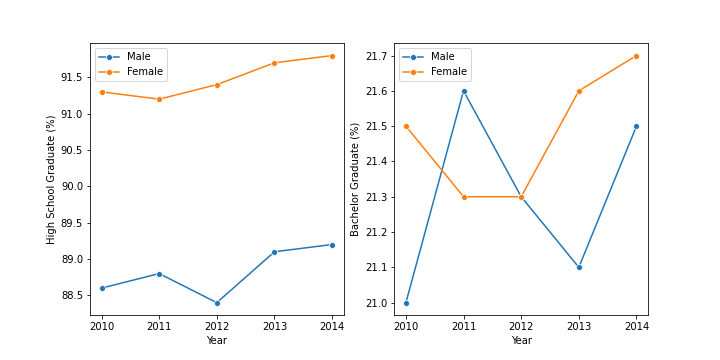 High School Graduate (%)
91.5
91.0
90.5
90.0
89.5
89.0
88.5
Male
Female
2010 2011 2012 2013 2014
Year
Bachelor Graduate (%)
21.7
21.6
21.5
21.4
21.3
21.2
21.1
21.0
Male
Female
2010 2011 2012 2013 2014
Year